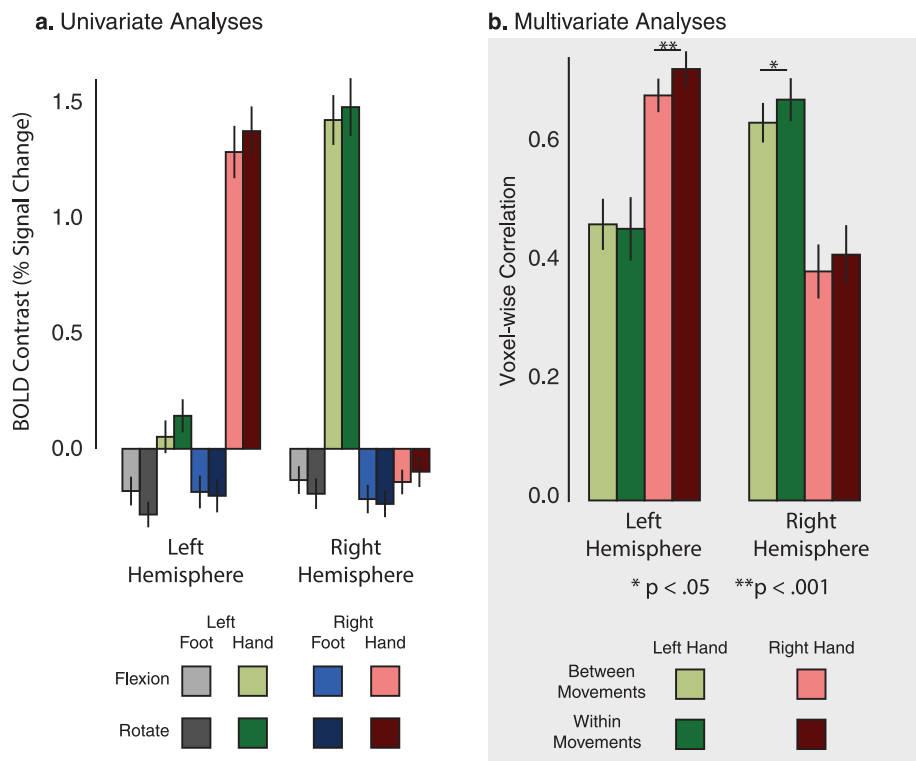 a. Univariate Analyses
BOLD Contrast (% Signal Change)
1.5
1.0
0.5
0.0
Left
Hemisphere
Right
Hemisphere
Left
Right
Foot Hand
Foot Hand
Flexion
Rotate
b. Multivariate Analyses
Voxel-wise Correlation
0.6
0.4
0.2
0.0
**
*
Left
Hemisphere
Right
Hemisphere
* p < .05 **p < .001
Left Hand Right Hand
Between
Movements
Within
Movements